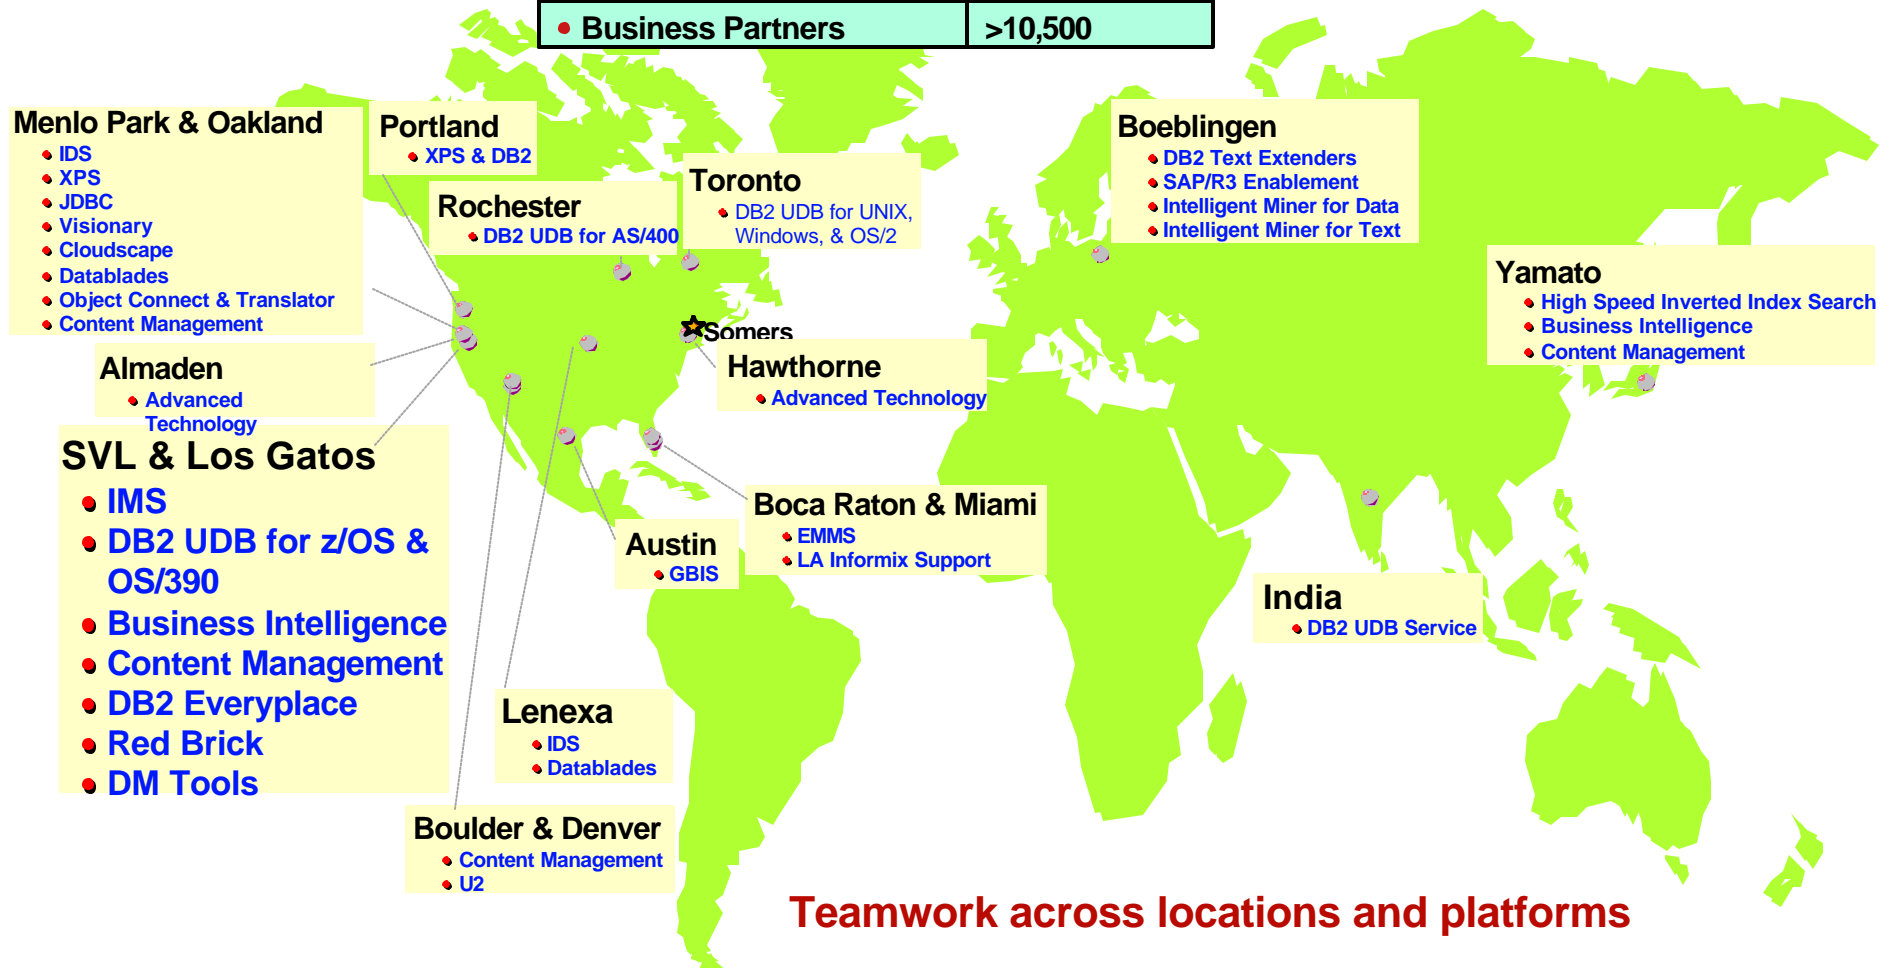 • Business Partners >10,500
Menlo Park & Oakland
• IDS
• XPS
• JDBC
• Visionary
• Cloudscape
• Datablades
• Object Connect & Translator
• Content Management
Portland
• XPS & DB2
Rochester
• DB2 UDB for AS/400
Toronto
• DB2 UDB for UNIX,
Windows, & OS/2
Boeblingen
• DB2 Text Extenders
• SAP/R3 Enablement
• Intelligent Miner for Data
• Intelligent Miner for Text
Yamato
• High Speed Inverted Index Search
• Business Intelligence
• Content Management
Somers
Almaden
• Advanced
Technology
Hawthorne
• Advanced Technology
SVL & Los Gatos
• IMS
• DB2 UDB for z/OS &
OS/390
• Business Intelligence
• Content Management
• DB2 Everyplace
• Red Brick
• DM Tools
Boca Raton & Miami
• EMMS
• LA Informix Support
Austin
• GBIS
India
• DB2 UDB Service
Lenexa
• IDS
• Datablades
Boulder & Denver
• Content Management
• U2
Teamwork across locations and platforms